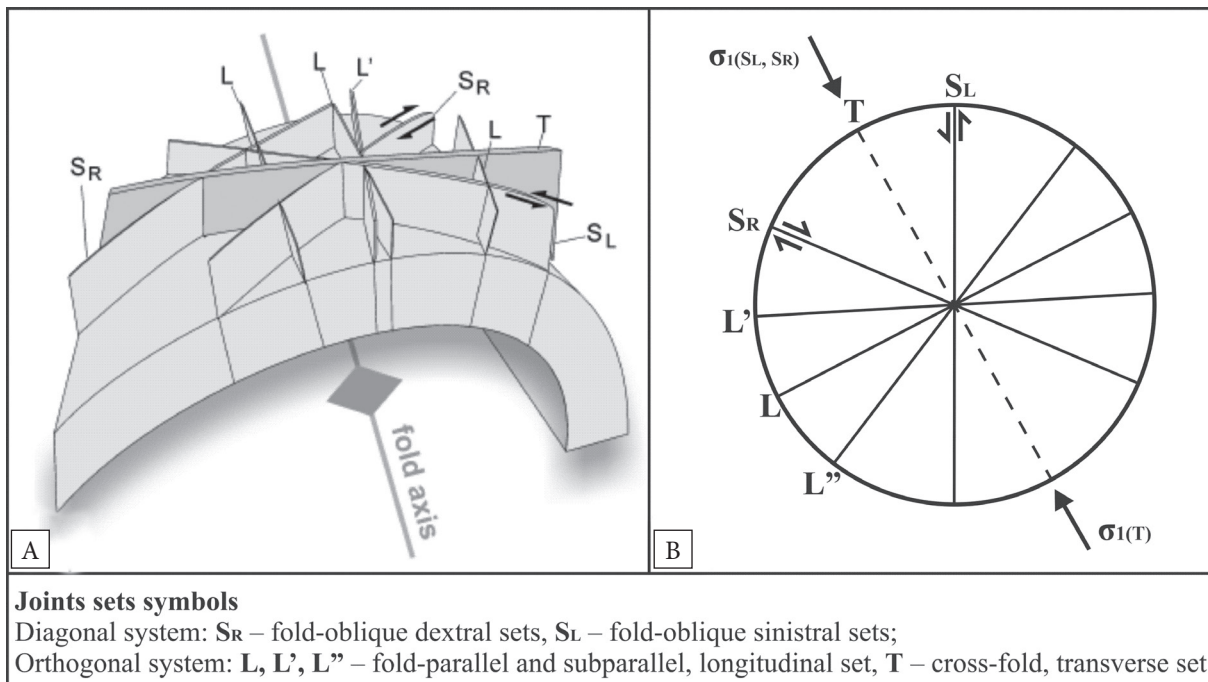 L
L
L'
SR
L
T
SR
SL
fold axis
A
σ1(SL, SR)
T
SL
SR
L’
L
L”
σ1(T)
B
Joints sets symbols
Diagonal system: SR – fold-oblique dextral sets, SL – fold-oblique sinistral sets;
Orthogonal system: L, L’, L” – fold-parallel and subparallel, longitudinal set, T – cross-fold, transverse set